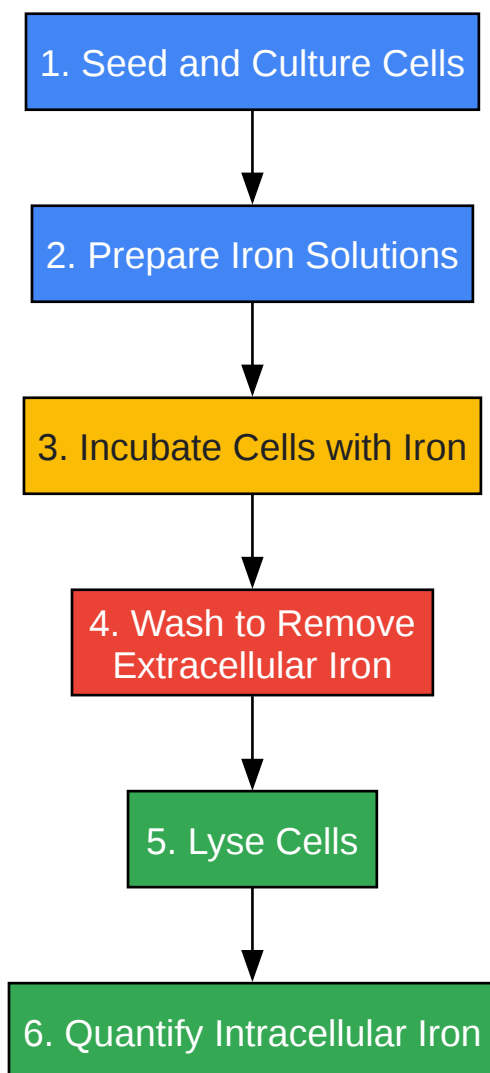 1. Seed and Culture Cells
2. Prepare Iron Solutions
3. Incubate Cells with Iron
4. Wash to Remove
Extracellular Iron
5. Lyse Cells
6. Quantify Intracellular Iron